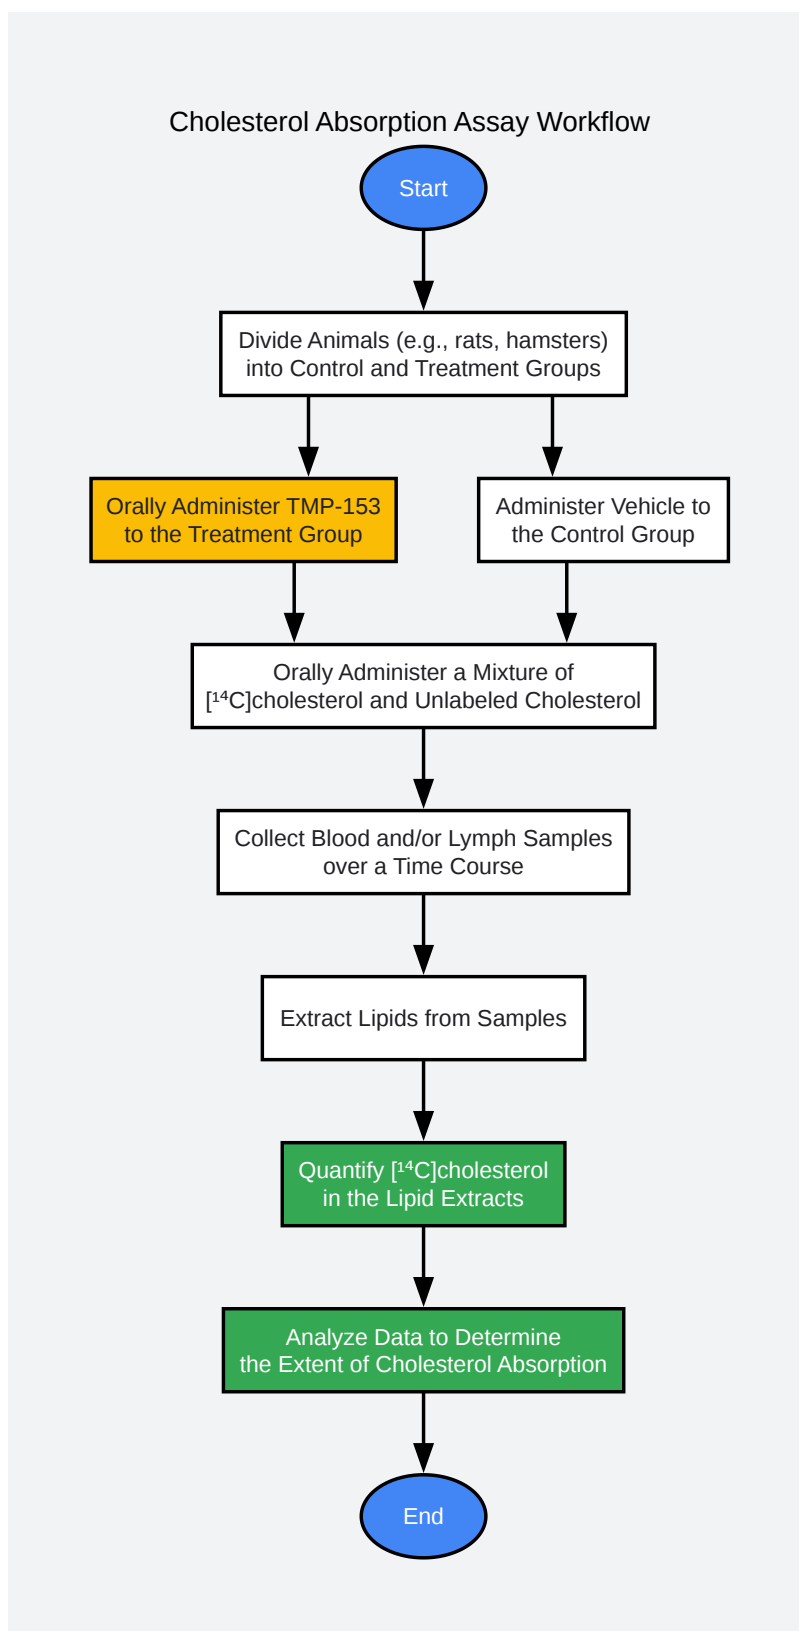 Cholesterol Absorption Assay Workflow
Start
Divide Animals (e.g., rats, hamsters)
into Control and Treatment Groups
Orally Administer TMP-153
to the Treatment Group
Administer Vehicle to
the Control Group
Orally Administer a Mixture of
[¹⁴C]cholesterol and Unlabeled Cholesterol
Collect Blood and/or Lymph Samples
over a Time Course
Extract Lipids from Samples
Quantify [¹⁴C]cholesterol
in the Lipid Extracts
Analyze Data to Determine
the Extent of Cholesterol Absorption
End